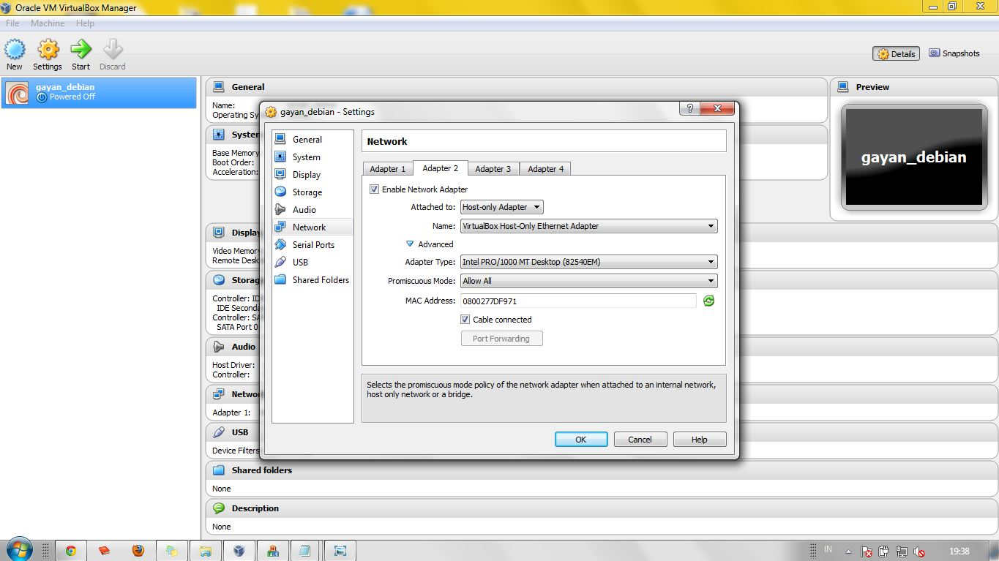 Oracle VM VirtualBox Manager
File Machine Help
New Settings Start Discard
Details Snapshots
gayan_debian
Powered Off
General
Name:
Operating Sy
System
Base Memory
Boot Order:
Acceleration:
Display
Video Memory
Remote Desk
Storag
Controller: ID
IDE Seconda
Controller: SA
SATA Port 0
Audio
Host Driver:
Controller:
Networ
Adapter 1:
USB
Device Filters
Shared folders
None
Description
None
Preview
gayan_debian
gayan_debian - Settings
?
General
System
Display
Storage
Audio
Network
Serial Ports
USB
Shared Folders
Network
Adapter 1 Adapter 2 Adapter 3 Adapter 4
Enable Network Adapter
Attached to: Host-only Adapter
Name: VirtualBox Host-Only Ethernet Adapter
Advanced
Adapter Type: Intel PRO/1000 MT Desktop (82540EM)
Promiscuous Mode: Allow All
MAC Address: 0800277DF971
Cable connected
Port Forwarding
Selects the promiscuous mode policy of the network adapter when attached to an internal network,
host only network or a bridge.
OK Cancel Help
IN 19:38